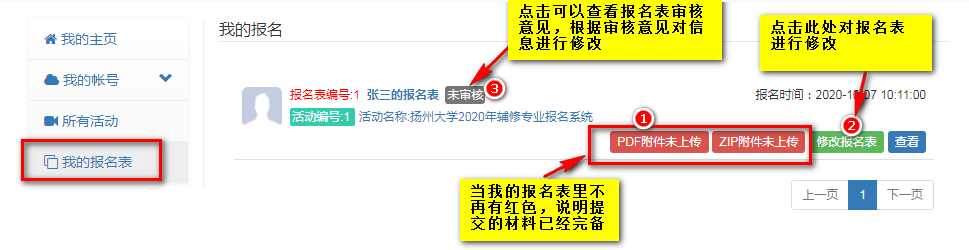 我的主页
我的帐号
所有活动
我的报名表
我的报名
点击可以查看报名表审核
意见，根据审核意见对信
息进行修改
点击此处对报名表
进行修改
报名表编号:1 张三的报名表 未审核 3
报名时间：2020-10-07 10:11:00
活动编号:1 活动名称:扬州大学2020年辅修专业报名系统
1
2
PDF附件未上传 ZIP附件未上传 修改报名表 查看
当我的报名表里不
再有红色，说明提
交的材料已经完备
上一页 1 下一页